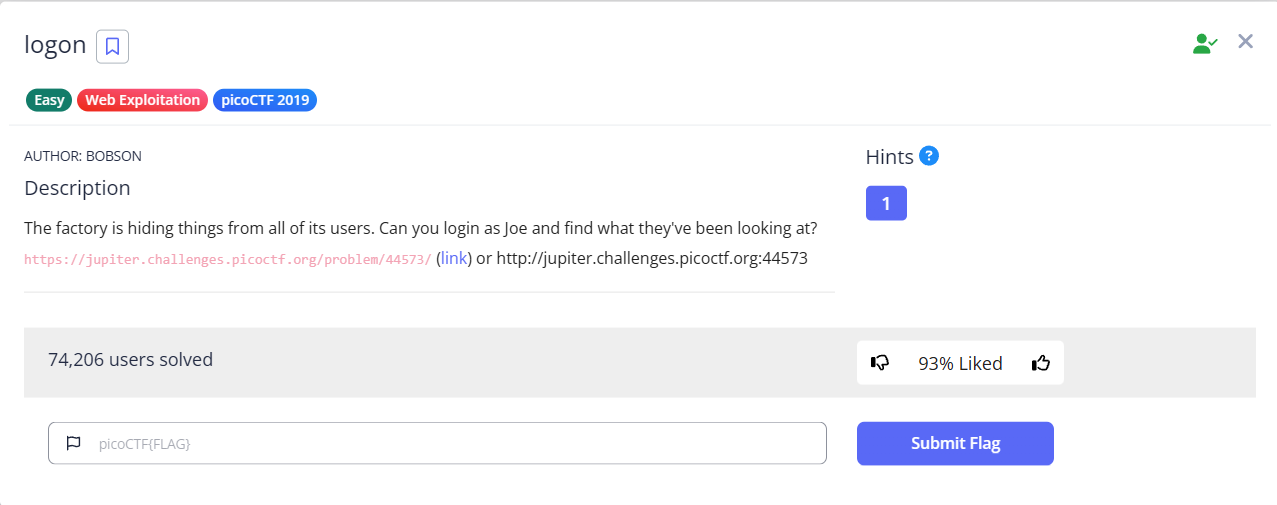 logon
Easy Web Exploitation picoCTF 2019
AUTHOR: BOBSON
Description
The factory is hiding things from all of its users. Can you login as Joe and find what they've been looking at?
https://jupiter.challenges.picoctf.org/problem/44573/ (link) or http://jupiter.challenges.picoctf.org:44573
Hints ?
1
74,206 users solved
93% Liked
picoCTF{FLAG}
Submit Flag